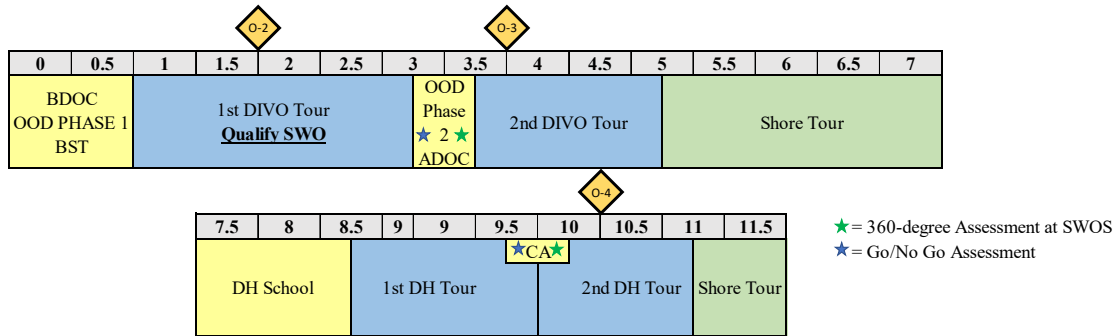 O-2 O-3
0 0.5 1 1.5 2 2.5 3 3.5 4 4.5 5 5.5 6 6.5 7
BDOC
OOD PHASE 1
BST
1st DIVO Tour
Qualify SWO
OOD
Phase
★ 2 ★
ADOC
2nd DIVO Tour
Shore Tour
O-4
7.5 8 8.5 9 9 9.5 10 10.5 11 11.5
★CA★
DH School
1st DH Tour
2nd DH Tour
Shore Tour
★= 360-degree Assessment at SWOS
★= Go/No Go Assessment